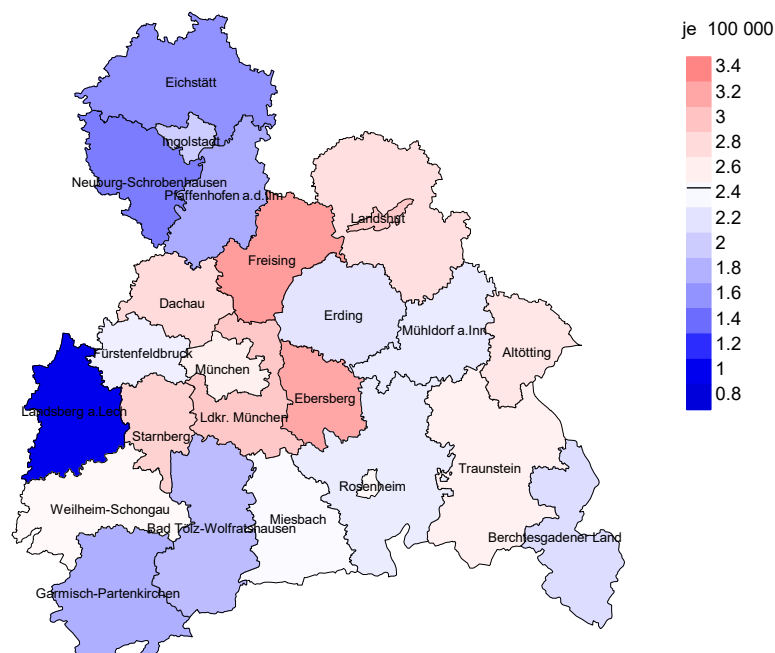 je 100 000
3.4
3.2
3
2.8
2.6
2.4
2.2
2
1.8
1.6
1.4
1.2
1
0.8
Eichstätt
Ingolstadt
Neuburg-Schrobenhausen
Pfaffenhofen a.d.Ilm
Landshut
Freising
Dachau
Erding
Mühldorf a.Inn
Fürstenfeldbruck
Altötting
München
Ebersberg
Landsberg a.Lech
Ldkr. München
Starnberg
Traunstein
Rosenheim
Weilheim-Schongau
Miesbach
Bad Tölz-Wolfratshausen
Berchtesgadener Land
Garmisch-Partenkirchen